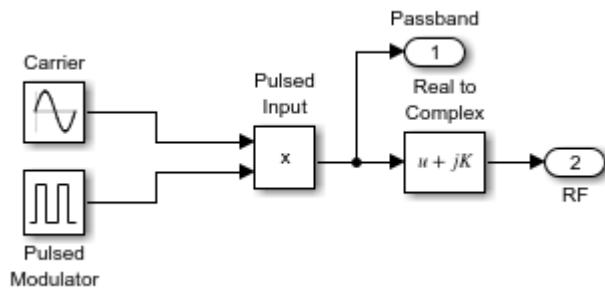 Passband
1
Carrier
Pulsed
Input
Real to
Complex
x
u + jK
2
RF
Pulsed
Modulator